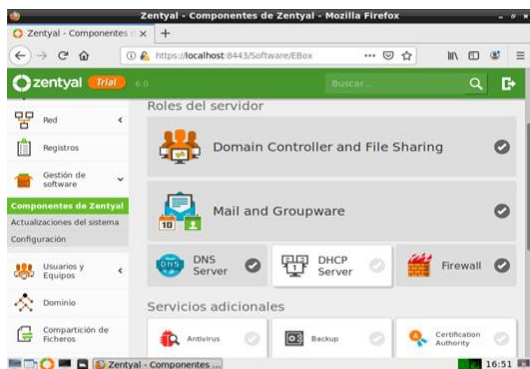 Zentyal - Componentes de Zentyal - Mozilla Firefox
Zentyal - Componentes
https://localhost:8443/Software/EBox
zentyal Trial 6.0 Buscar...
Red
Registros
Gestión de
software
Componentes de Zentyal
Actualizaciones del sistema
Configuración
Usuarios y
Equipos
Dominio
Compartición de
Ficheros
Roles del servidor
Domain Controller and File Sharing
Mail and Groupware
10
DNS
DNS
Server
DHCP
Server
Firewall
Servicios adicionales
Antivirus
Backup
Certification
Authority
Zentyal - Componentes ...
16:51